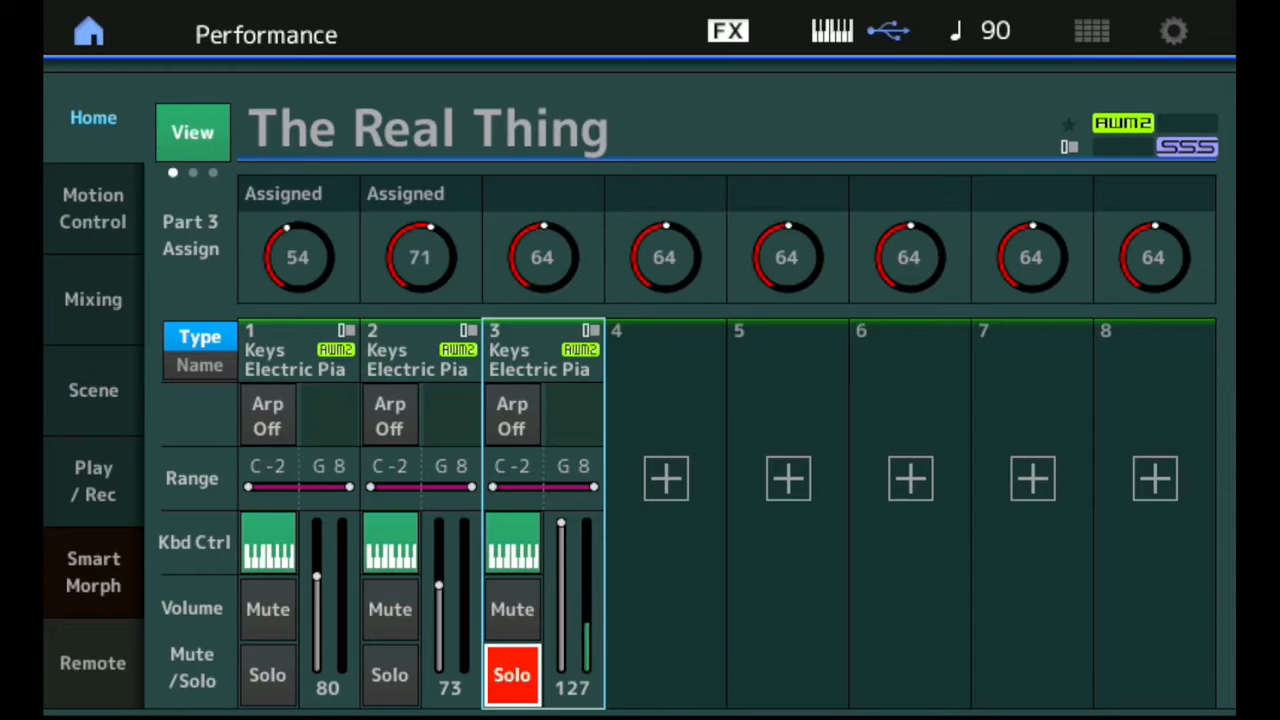 Performance
FX
90
Home
View
The Real Thing
AWM2
SSS
Motion
Control
Part 3
Assign
Assigned
Assigned
54
71
64
64
64
64
64
64
Mixing
Type
Name
1
Keys
AWM2
Electric Pia
2
Keys
AWM2
Electric Pia
3
Keys
AWM2
Electric Pia
4
5
6
7
8
Scene
Arp
Off
Arp
Off
Arp
Off
Play
/ Rec
Range
C -2
G 8
C -2
G 8
C -2
G 8
Smart
Morph
Kbd Ctrl
Volume
Mute
Mute
Mute
Remote
Mute
/Solo
Solo
80
Solo
73
Solo
127